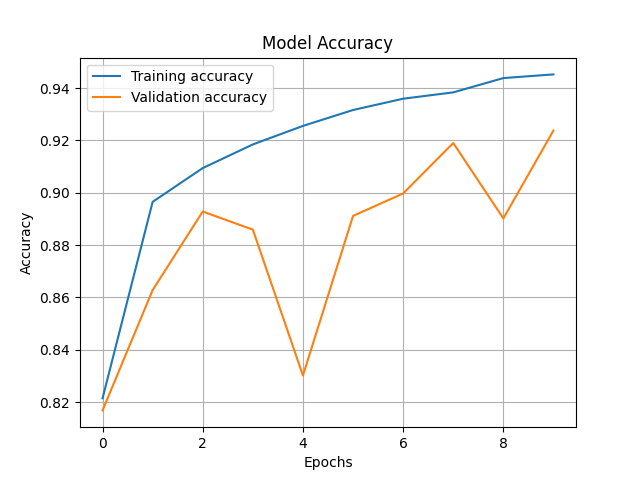 Model Accuracy
Training accuracy
Validation accuracy
0.94
0.92
0.90
0.88
0.86
0.84
0.82
Accuracy
0 2 4 6 8
Epochs